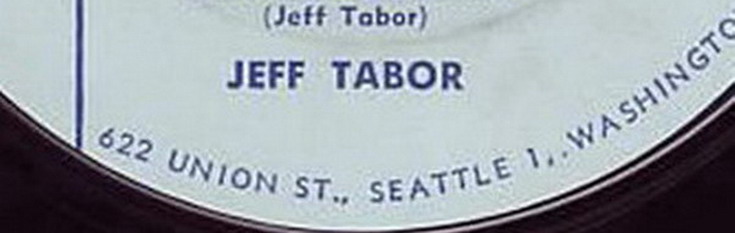 (Jeff Tabor)
JEFF TABOR
622 UNION ST., SEATTLE 1,.WASHINGTO